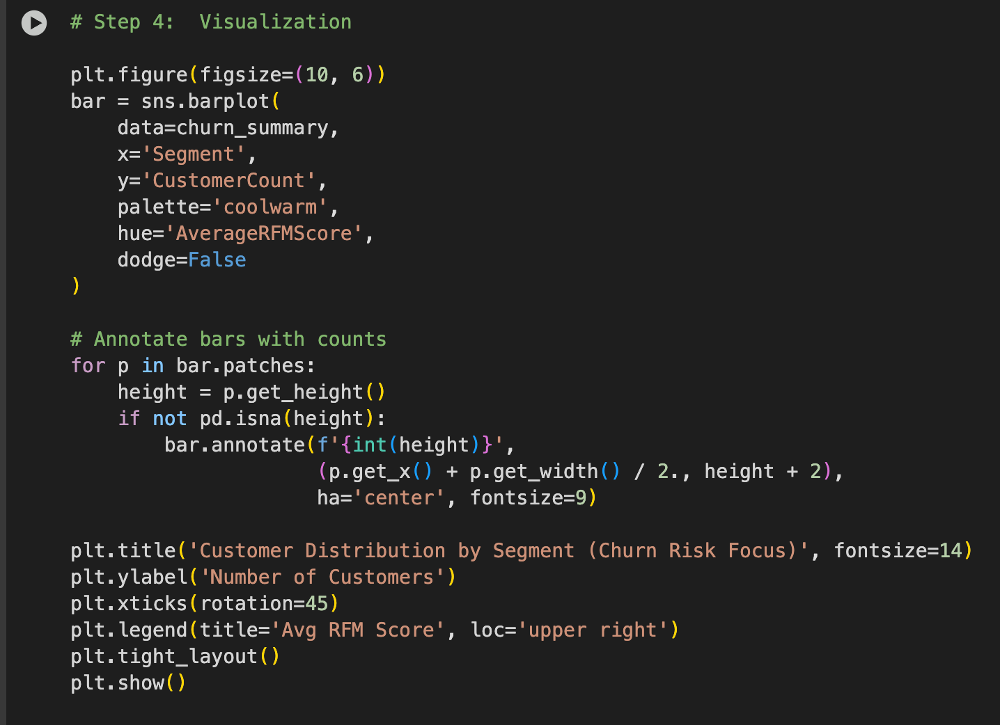 # Step 4:  Visualization

plt.figure(figsize=(10, 6))
bar = sns.barplot(
    data=churn_summary,
    x='Segment',
    y='CustomerCount',
    palette='coolwarm',
    hue='AverageRFMScore',
    dodge=False
)

# Annotate bars with counts
for p in bar.patches:
    height = p.get_height()
    if not pd.isna(height):
        bar.annotate(f'{int(height)}',
                     (p.get_x() + p.get_width() / 2., height + 2),
                     ha='center', fontsize=9)

plt.title('Customer Distribution by Segment (Churn Risk Focus)', fontsize=14)
plt.ylabel('Number of Customers')
plt.xticks(rotation=45)
plt.legend(title='Avg RFM Score', loc='upper right')
plt.tight_layout()
plt.show()